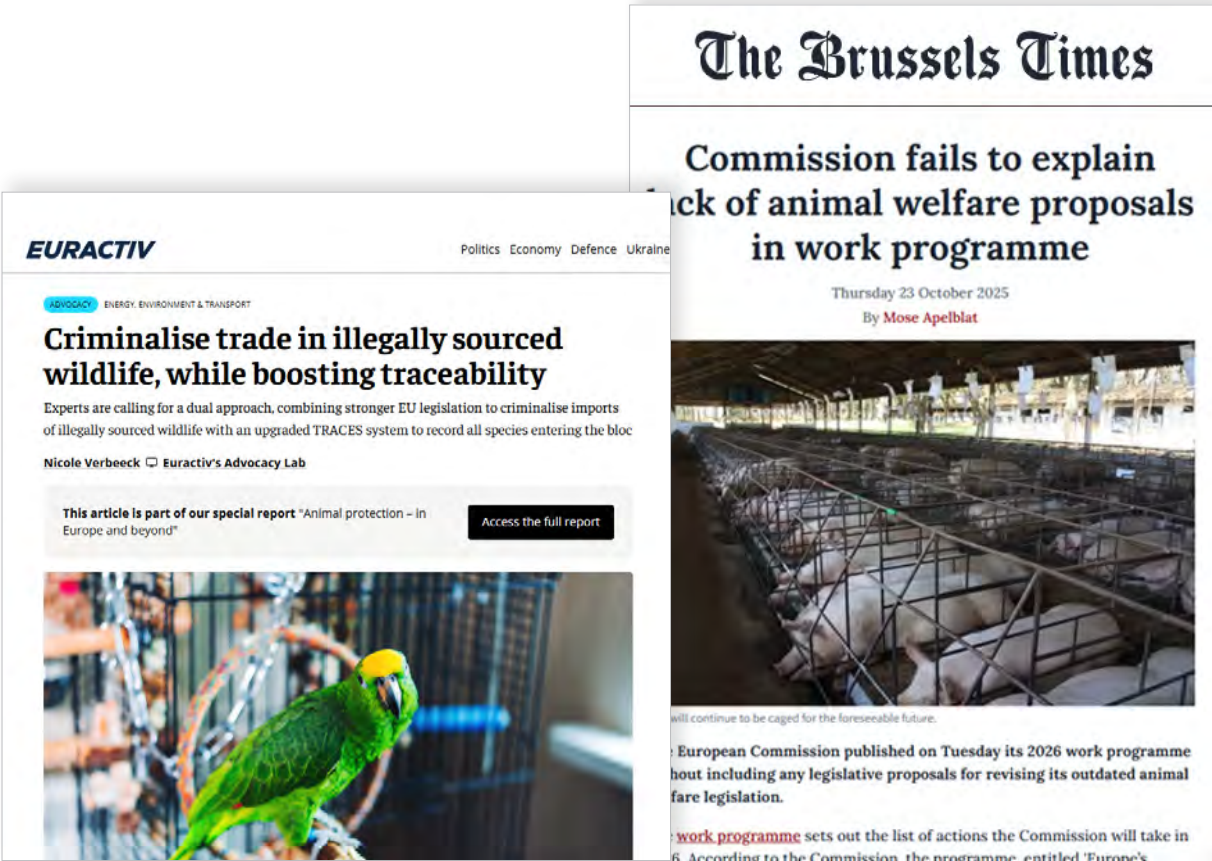 The Brussels Times
Commission fails to explain
ck of animal welfare proposals
in work programme
Thursday 23 October 2025
By Mose Apelblat
will continue to be caged for the foreseeable future.
European Commission published on Tuesday its 2026 work programme
hout including any legislative proposals for revising its outdated animal
fare legislation.
work programme sets out the list of actions the Commission will take in
6. According to the Commission, the programme, entitled 'Europe's
EURACTIV
Politics Economy Defence Ukraine
ADVOCACY ENERGY, ENVIRONMENT & TRANSPORT
Criminalise trade in illegally sourced
wildlife, while boosting traceability
Experts are calling for a dual approach, combining stronger EU legislation to criminalise imports
of illegally sourced wildlife with an upgraded TRACES system to record all species entering the bloc
Nicole Verbeeck Euractiv's Advocacy Lab
This article is part of our special report "Animal protection – in
Europe and beyond"
Access the full report